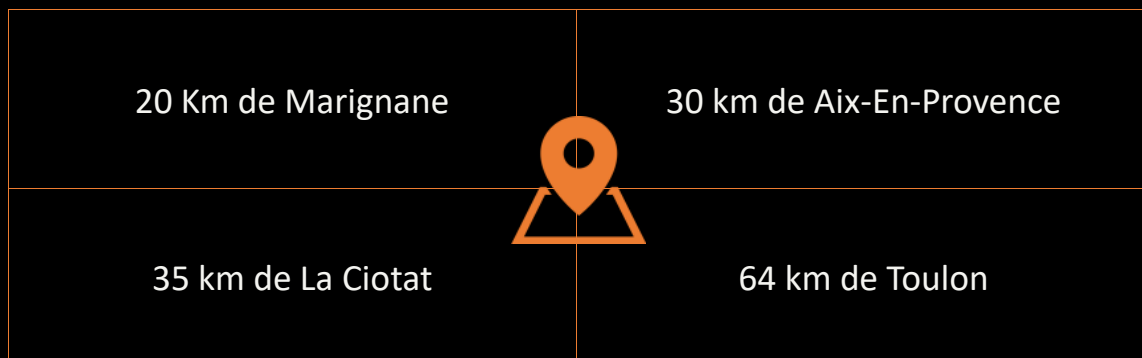 20 Km de Marignane
30 km de Aix-En-Provence
35 km de La Ciotat
64 km de Toulon